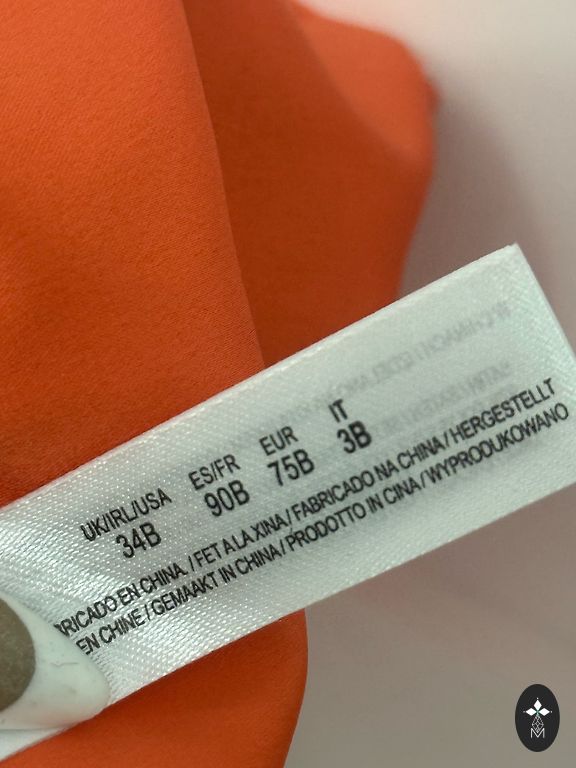 UK/IRL/USA ES/FR EUR IT
34B 90B 75B 3B
BRICADO EN CHINA. / FET A LA XINA / FABRICADO NA CHINA / HERGESTELLT
EN CHINE / GEMAAKT IN CHINA / PRODOTTO IN CINA / WYPRODUKOWANO
M